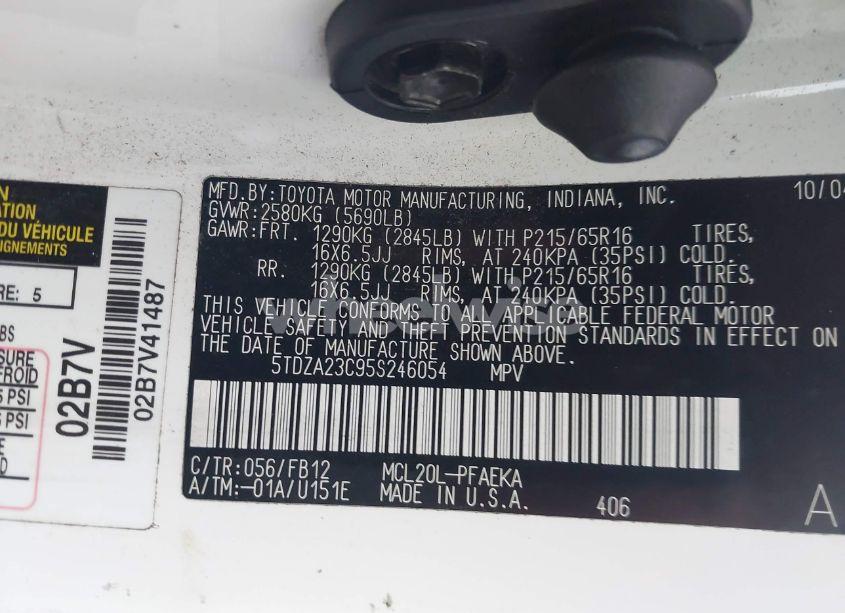 MFD.BY:TOYOTA MOTOR MANUFACTURING, INDIANA, INC. 10/04
GVWR:2580KG (5690LB)
GAWR:FRT. 1290KG (2845LB) WITH P215/65R16 TIRES,
16X6.5JJ RIMS, AT 240KPA (35PSI) COLD.
RR. 1290KG (2845LB) WITH P215/65R16 TIRES,
16X6.5JJ RIMS, AT 240KPA (35PSI) COLD.
THIS VEHICLE CONFORMS TO ALL APPLICABLE FEDERAL MOTOR
VEHICLE SAFETY AND THEFT PREVENTION STANDARDS IN EFFECT ON
THE DATE OF MANUFACTURE SHOWN ABOVE.
5TDZA23C95S246054 MPV
C/TR:056/FB12 MCL20L-PFAEKA
A/TM:-01A/U151E MADE IN U.S.A. 406 A
DU VÉHICULE
RE: 5
BS
FROID
PSI
PSI
02B7V
02B7V41487